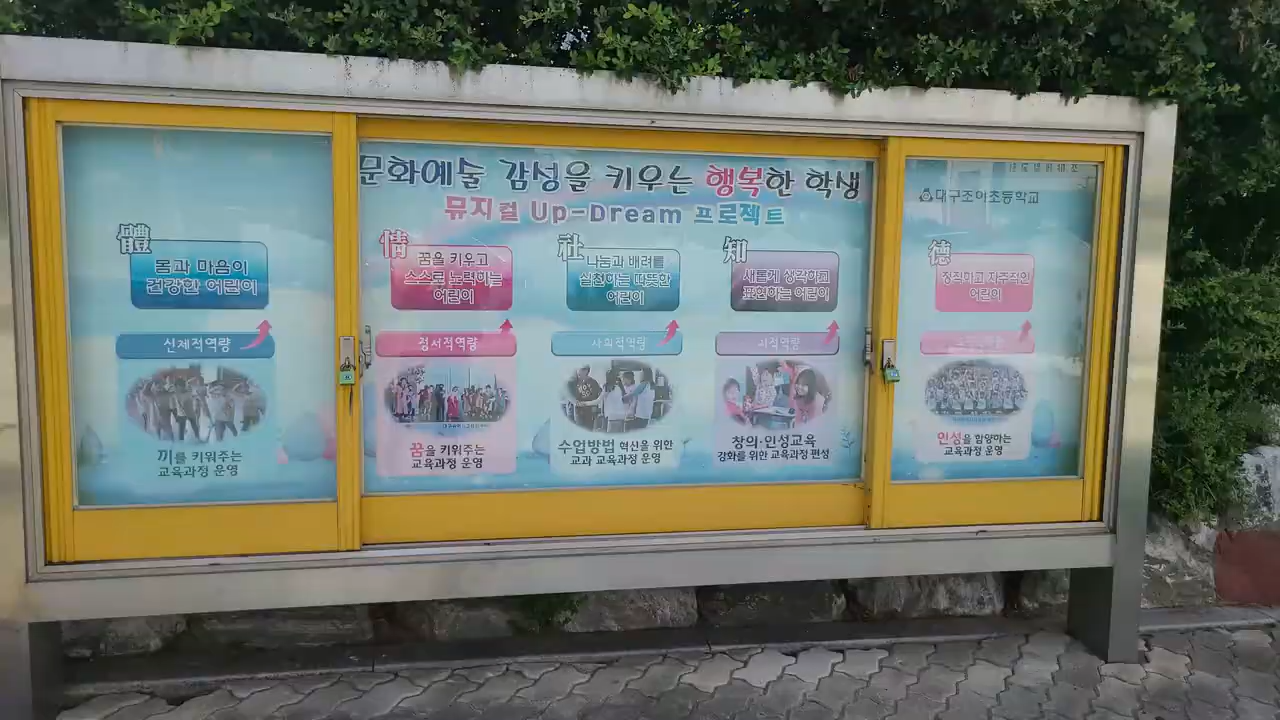 문화예술 감성을 키우는 행복한 학생
뮤지컬 Up-Dream 프로젝트
대구조야초등학교
體
몸과 마음이
건강한 어린이
신체적역량
끼를 키워주는
교육과정 운영
情
꿈을 키우고
스스로 노력하는
어린이
정서적역량
꿈을 키워주는
교육과정 운영
社
나눔과 배려를
실천하는 따뜻한
어린이
사회적역량
수업방법 혁신을 위한
교과 교육과정 운영
知
새롭게 생각하고
표현하는 어린이
지적역량
창의·인성교육
강화를 위한 교육과정 편성
德
정직하고 자주적인
어린이
인성을 함양하는
교육과정 운영